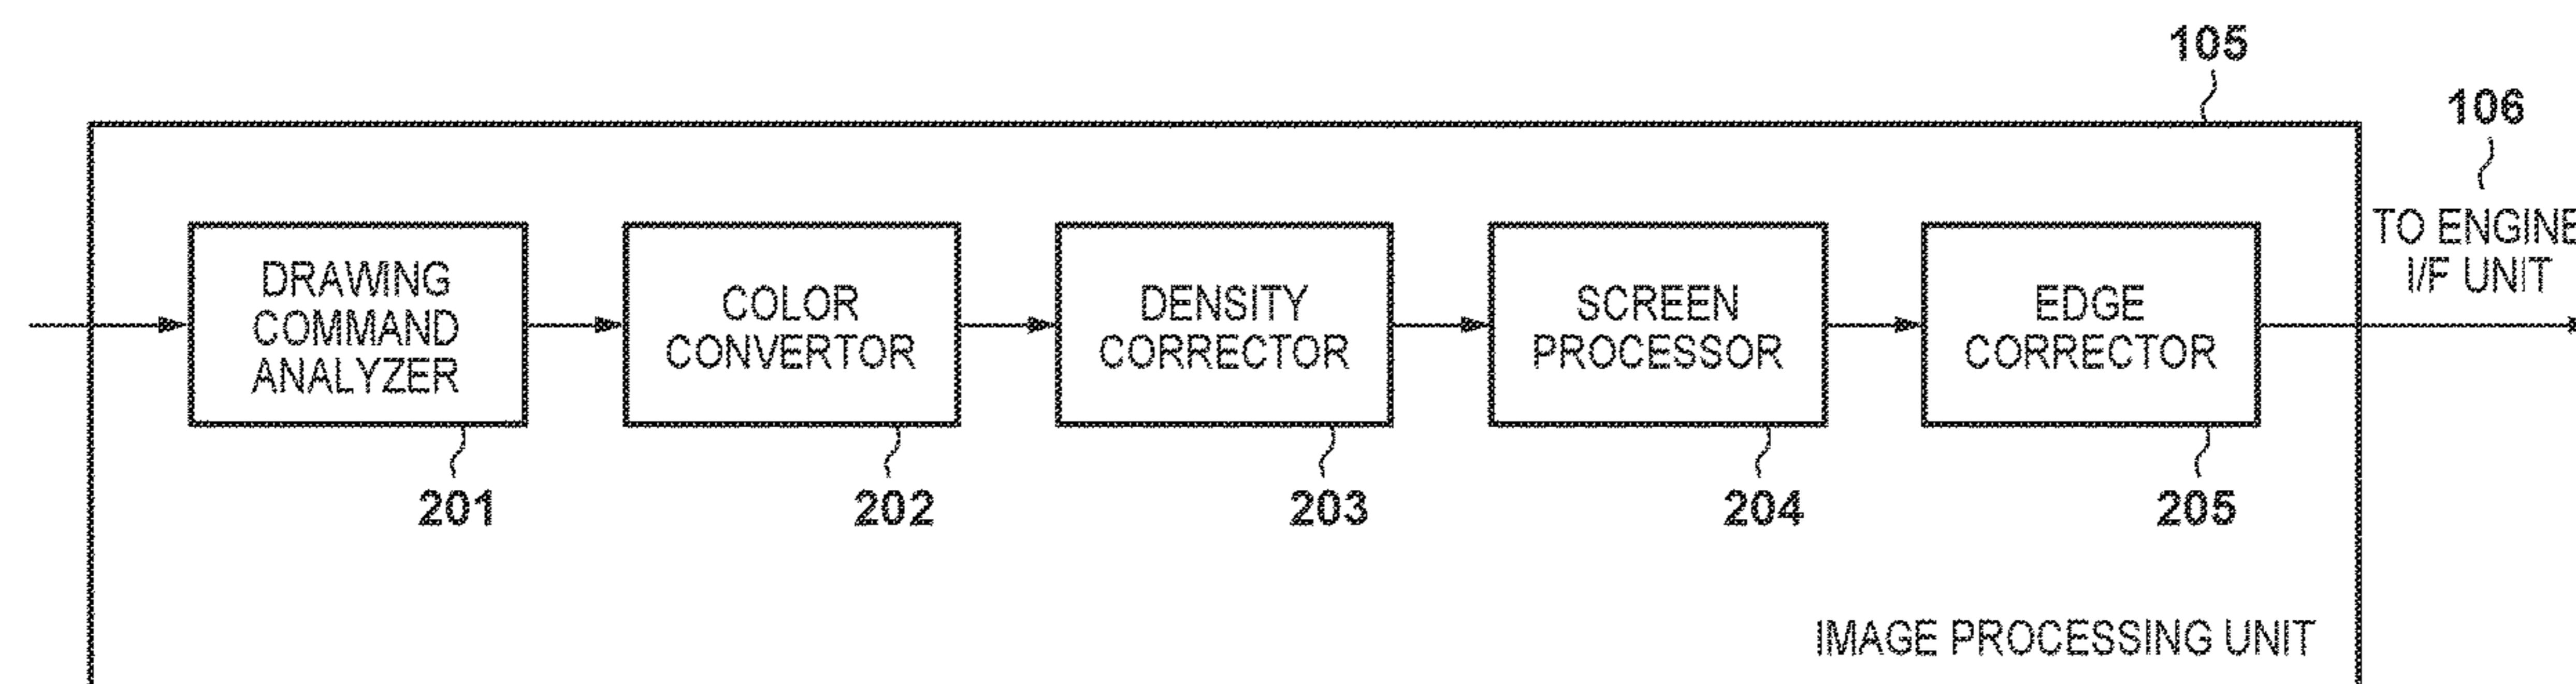 105
106
TO ENGINE
I/F UNIT
DRAWING
COMMAND
ANALYZER
COLOR
CONVERTOR
DENSITY
CORRECTOR
SCREEN
PROCESSOR
EDGE
CORRECTOR
201
202
203
204
205
IMAGE PROCESSING UNIT